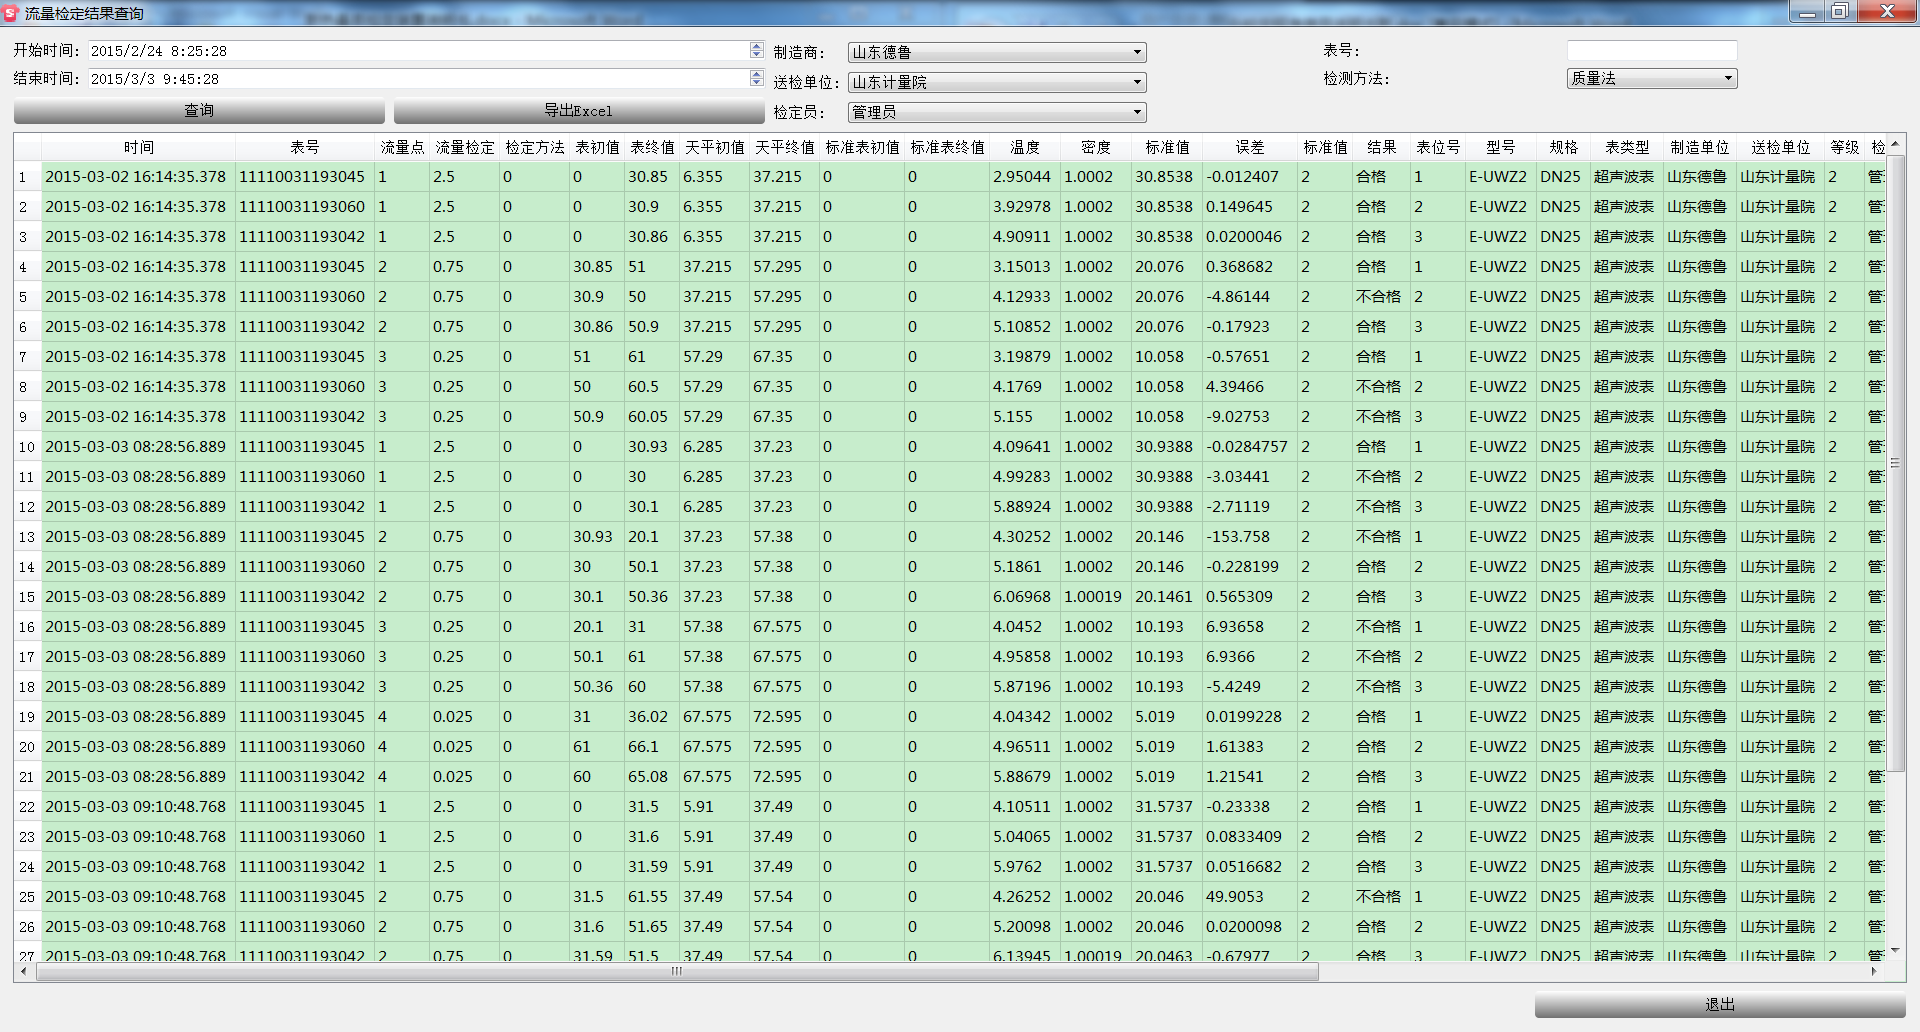 流量检定结果查询
开始时间: 2015/2/24 8:25:28 制造商: 山东德鲁 表号:
结束时间: 2015/3/3 9:45:28 送检单位: 山东计量院 检测方法: 质量法
查询 导出Excel 检定员: 管理员
时间 表号 流量点 流量检定 检定方法 表初值 表终值 天平初值 天平终值 标准表初值 标准表终值 温度 密度 标准值 误差 标准值 结果 表位号 型号 规格 表类型 制造单位 送检单位 等级 检
1 2015-03-02 16:14:35.378 11110031193045 1 2.5 0 0 30.85 6.355 37.215 0 0 2.95044 1.0002 30.8538 -0.012407 2 合格 1 E-UWZ2 DN25 超声波表 山东德鲁 山东计量院 2 管
2 2015-03-02 16:14:35.378 11110031193060 1 2.5 0 0 30.9 6.355 37.215 0 0 3.92978 1.0002 30.8538 0.149645 2 合格 2 E-UWZ2 DN25 超声波表 山东德鲁 山东计量院 2 管
3 2015-03-02 16:14:35.378 11110031193042 1 2.5 0 0 30.86 6.355 37.215 0 0 4.90911 1.0002 30.8538 0.0200046 2 合格 3 E-UWZ2 DN25 超声波表 山东德鲁 山东计量院 2 管
4 2015-03-02 16:14:35.378 11110031193045 2 0.75 0 30.85 51 37.215 57.295 0 0 3.15013 1.0002 20.076 0.368682 2 合格 1 E-UWZ2 DN25 超声波表 山东德鲁 山东计量院 2 管
5 2015-03-02 16:14:35.378 11110031193060 2 0.75 0 30.9 50 37.215 57.295 0 0 4.12933 1.0002 20.076 -4.86144 2 不合格 2 E-UWZ2 DN25 超声波表 山东德鲁 山东计量院 2 管
6 2015-03-02 16:14:35.378 11110031193042 2 0.75 0 30.86 50.9 37.215 57.295 0 0 5.10852 1.0002 20.076 -0.17923 2 合格 3 E-UWZ2 DN25 超声波表 山东德鲁 山东计量院 2 管
7 2015-03-02 16:14:35.378 11110031193045 3 0.25 0 51 61 57.29 67.35 0 0 3.19879 1.0002 10.058 -0.57651 2 合格 1 E-UWZ2 DN25 超声波表 山东德鲁 山东计量院 2 管
8 2015-03-02 16:14:35.378 11110031193060 3 0.25 0 50 60.5 57.29 67.35 0 0 4.1769 1.0002 10.058 4.39466 2 不合格 2 E-UWZ2 DN25 超声波表 山东德鲁 山东计量院 2 管
9 2015-03-02 16:14:35.378 11110031193042 3 0.25 0 50.9 60.05 57.29 67.35 0 0 5.155 1.0002 10.058 -9.02753 2 不合格 3 E-UWZ2 DN25 超声波表 山东德鲁 山东计量院 2 管
10 2015-03-03 08:28:56.889 11110031193045 1 2.5 0 0 30.93 6.285 37.23 0 0 4.09641 1.0002 30.9388 -0.0284757 2 合格 1 E-UWZ2 DN25 超声波表 山东德鲁 山东计量院 2 管
11 2015-03-03 08:28:56.889 11110031193060 1 2.5 0 0 30 6.285 37.23 0 0 4.99283 1.0002 30.9388 -3.03441 2 不合格 2 E-UWZ2 DN25 超声波表 山东德鲁 山东计量院 2 管
12 2015-03-03 08:28:56.889 11110031193042 1 2.5 0 0 30.1 6.285 37.23 0 0 5.88924 1.0002 30.9388 -2.71119 2 不合格 3 E-UWZ2 DN25 超声波表 山东德鲁 山东计量院 2 管
13 2015-03-03 08:28:56.889 11110031193045 2 0.75 0 30.93 20.1 37.23 57.38 0 0 4.30252 1.0002 20.146 -153.758 2 不合格 1 E-UWZ2 DN25 超声波表 山东德鲁 山东计量院 2 管
14 2015-03-03 08:28:56.889 11110031193060 2 0.75 0 30 50.1 37.23 57.38 0 0 5.1861 1.0002 20.146 -0.228199 2 合格 2 E-UWZ2 DN25 超声波表 山东德鲁 山东计量院 2 管
15 2015-03-03 08:28:56.889 11110031193042 2 0.75 0 30.1 50.36 37.23 57.38 0 0 6.06968 1.00019 20.1461 0.565309 2 合格 3 E-UWZ2 DN25 超声波表 山东德鲁 山东计量院 2 管
16 2015-03-03 08:28:56.889 11110031193045 3 0.25 0 20.1 31 57.38 67.575 0 0 4.0452 1.0002 10.193 6.93658 2 不合格 1 E-UWZ2 DN25 超声波表 山东德鲁 山东计量院 2 管
17 2015-03-03 08:28:56.889 11110031193060 3 0.25 0 50.1 61 57.38 67.575 0 0 4.95858 1.0002 10.193 6.9366 2 不合格 2 E-UWZ2 DN25 超声波表 山东德鲁 山东计量院 2 管
18 2015-03-03 08:28:56.889 11110031193042 3 0.25 0 50.36 60 57.38 67.575 0 0 5.87196 1.0002 10.193 -5.4249 2 不合格 3 E-UWZ2 DN25 超声波表 山东德鲁 山东计量院 2 管
19 2015-03-03 08:28:56.889 11110031193045 4 0.025 0 31 36.02 67.575 72.595 0 0 4.04342 1.0002 5.019 0.0199228 2 合格 1 E-UWZ2 DN25 超声波表 山东德鲁 山东计量院 2 管
20 2015-03-03 08:28:56.889 11110031193060 4 0.025 0 61 66.1 67.575 72.595 0 0 4.96511 1.0002 5.019 1.61383 2 合格 2 E-UWZ2 DN25 超声波表 山东德鲁 山东计量院 2 管
21 2015-03-03 08:28:56.889 11110031193042 4 0.025 0 60 65.08 67.575 72.595 0 0 5.88679 1.0002 5.019 1.21541 2 合格 3 E-UWZ2 DN25 超声波表 山东德鲁 山东计量院 2 管
22 2015-03-03 09:10:48.768 11110031193045 1 2.5 0 0 31.5 5.91 37.49 0 0 4.10511 1.0002 31.5737 -0.23338 2 合格 1 E-UWZ2 DN25 超声波表 山东德鲁 山东计量院 2 管
23 2015-03-03 09:10:48.768 11110031193060 1 2.5 0 0 31.6 5.91 37.49 0 0 5.04065 1.0002 31.5737 0.0833409 2 合格 2 E-UWZ2 DN25 超声波表 山东德鲁 山东计量院 2 管
24 2015-03-03 09:10:48.768 11110031193042 1 2.5 0 0 31.59 5.91 37.49 0 0 5.9762 1.0002 31.5737 0.0516682 2 合格 3 E-UWZ2 DN25 超声波表 山东德鲁 山东计量院 2 管
25 2015-03-03 09:10:48.768 11110031193045 2 0.75 0 31.5 61.55 37.49 57.54 0 0 4.26252 1.0002 20.046 49.9053 2 不合格 1 E-UWZ2 DN25 超声波表 山东德鲁 山东计量院 2 管
26 2015-03-03 09:10:48.768 11110031193060 2 0.75 0 31.6 51.65 37.49 57.54 0 0 5.20098 1.0002 20.046 0.0200098 2 合格 2 E-UWZ2 DN25 超声波表 山东德鲁 山东计量院 2 管
27 2015-03-03 09:10:48.768 11110031193042 2 0.75 0 31.59 51.5 37.49 57.54 0 0 6.13945 1.00019 20.0463 -0.67977 2 合格 3 E-UWZ2 DN25 超声波表 山东德鲁 山东计量院 2 管
退出